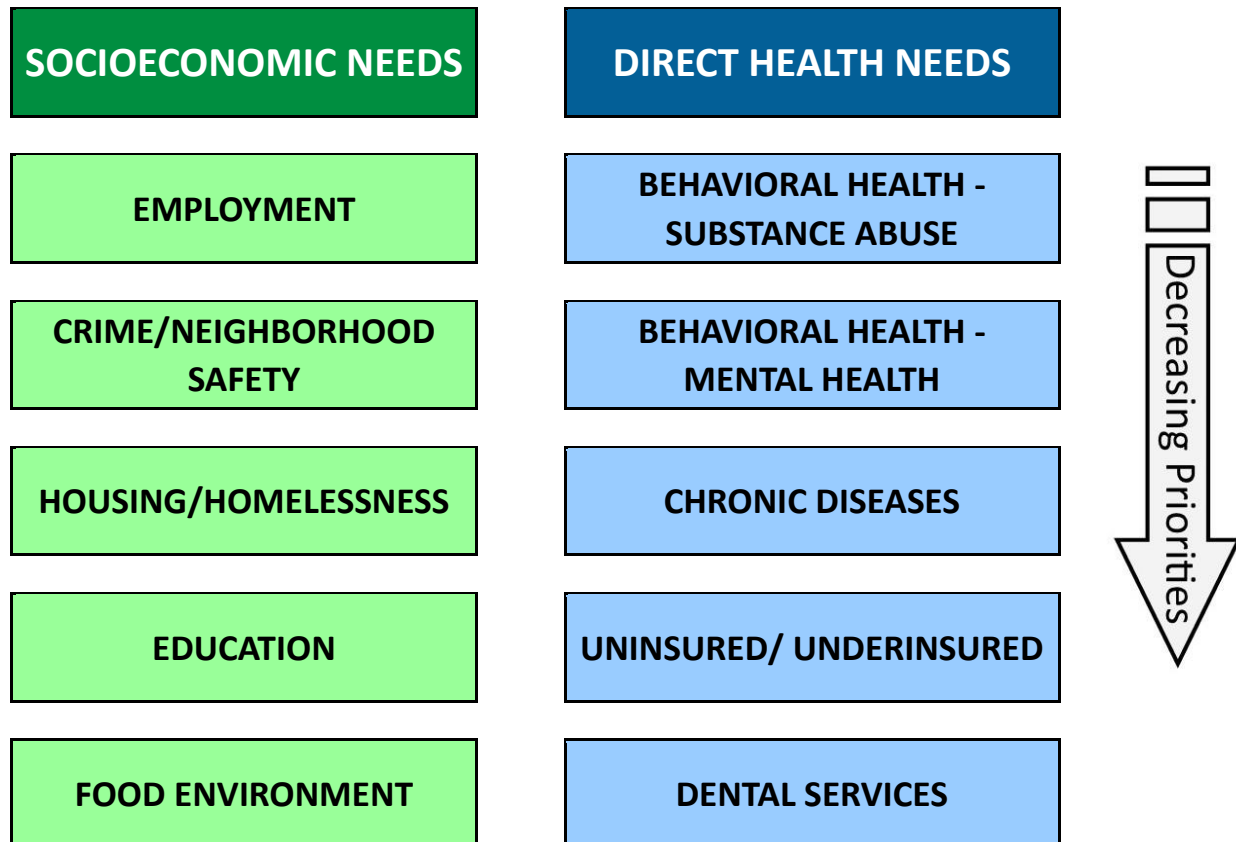 SOCIOECONOMIC NEEDS
DIRECT HEALTH NEEDS
EMPLOYMENT
BEHAVIORAL HEALTH -
SUBSTANCE ABUSE
CRIME/NEIGHBORHOOD
SAFETY
BEHAVIORAL HEALTH -
MENTAL HEALTH
HOUSING/HOMELESSNESS
CHRONIC DISEASES
EDUCATION
UNINSURED/ UNDERINSURED
FOOD ENVIRONMENT
DENTAL SERVICES
Decreasing Priorities